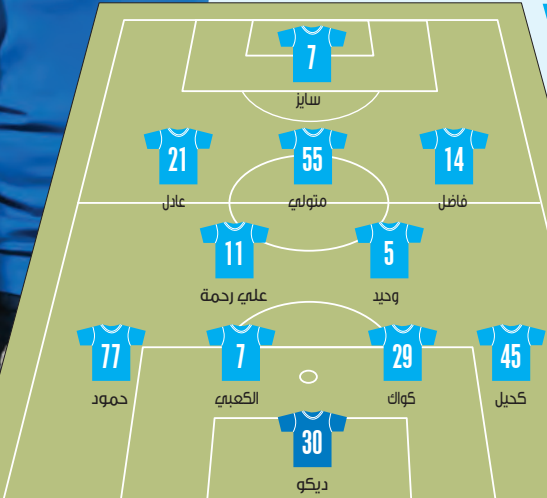 7
سايز
21 55 14
عادل متولي فاضل
11 5
علي رحمة وحيد
77 7 29 45
حمود الكعبي كواك كحيل
30
ديكو